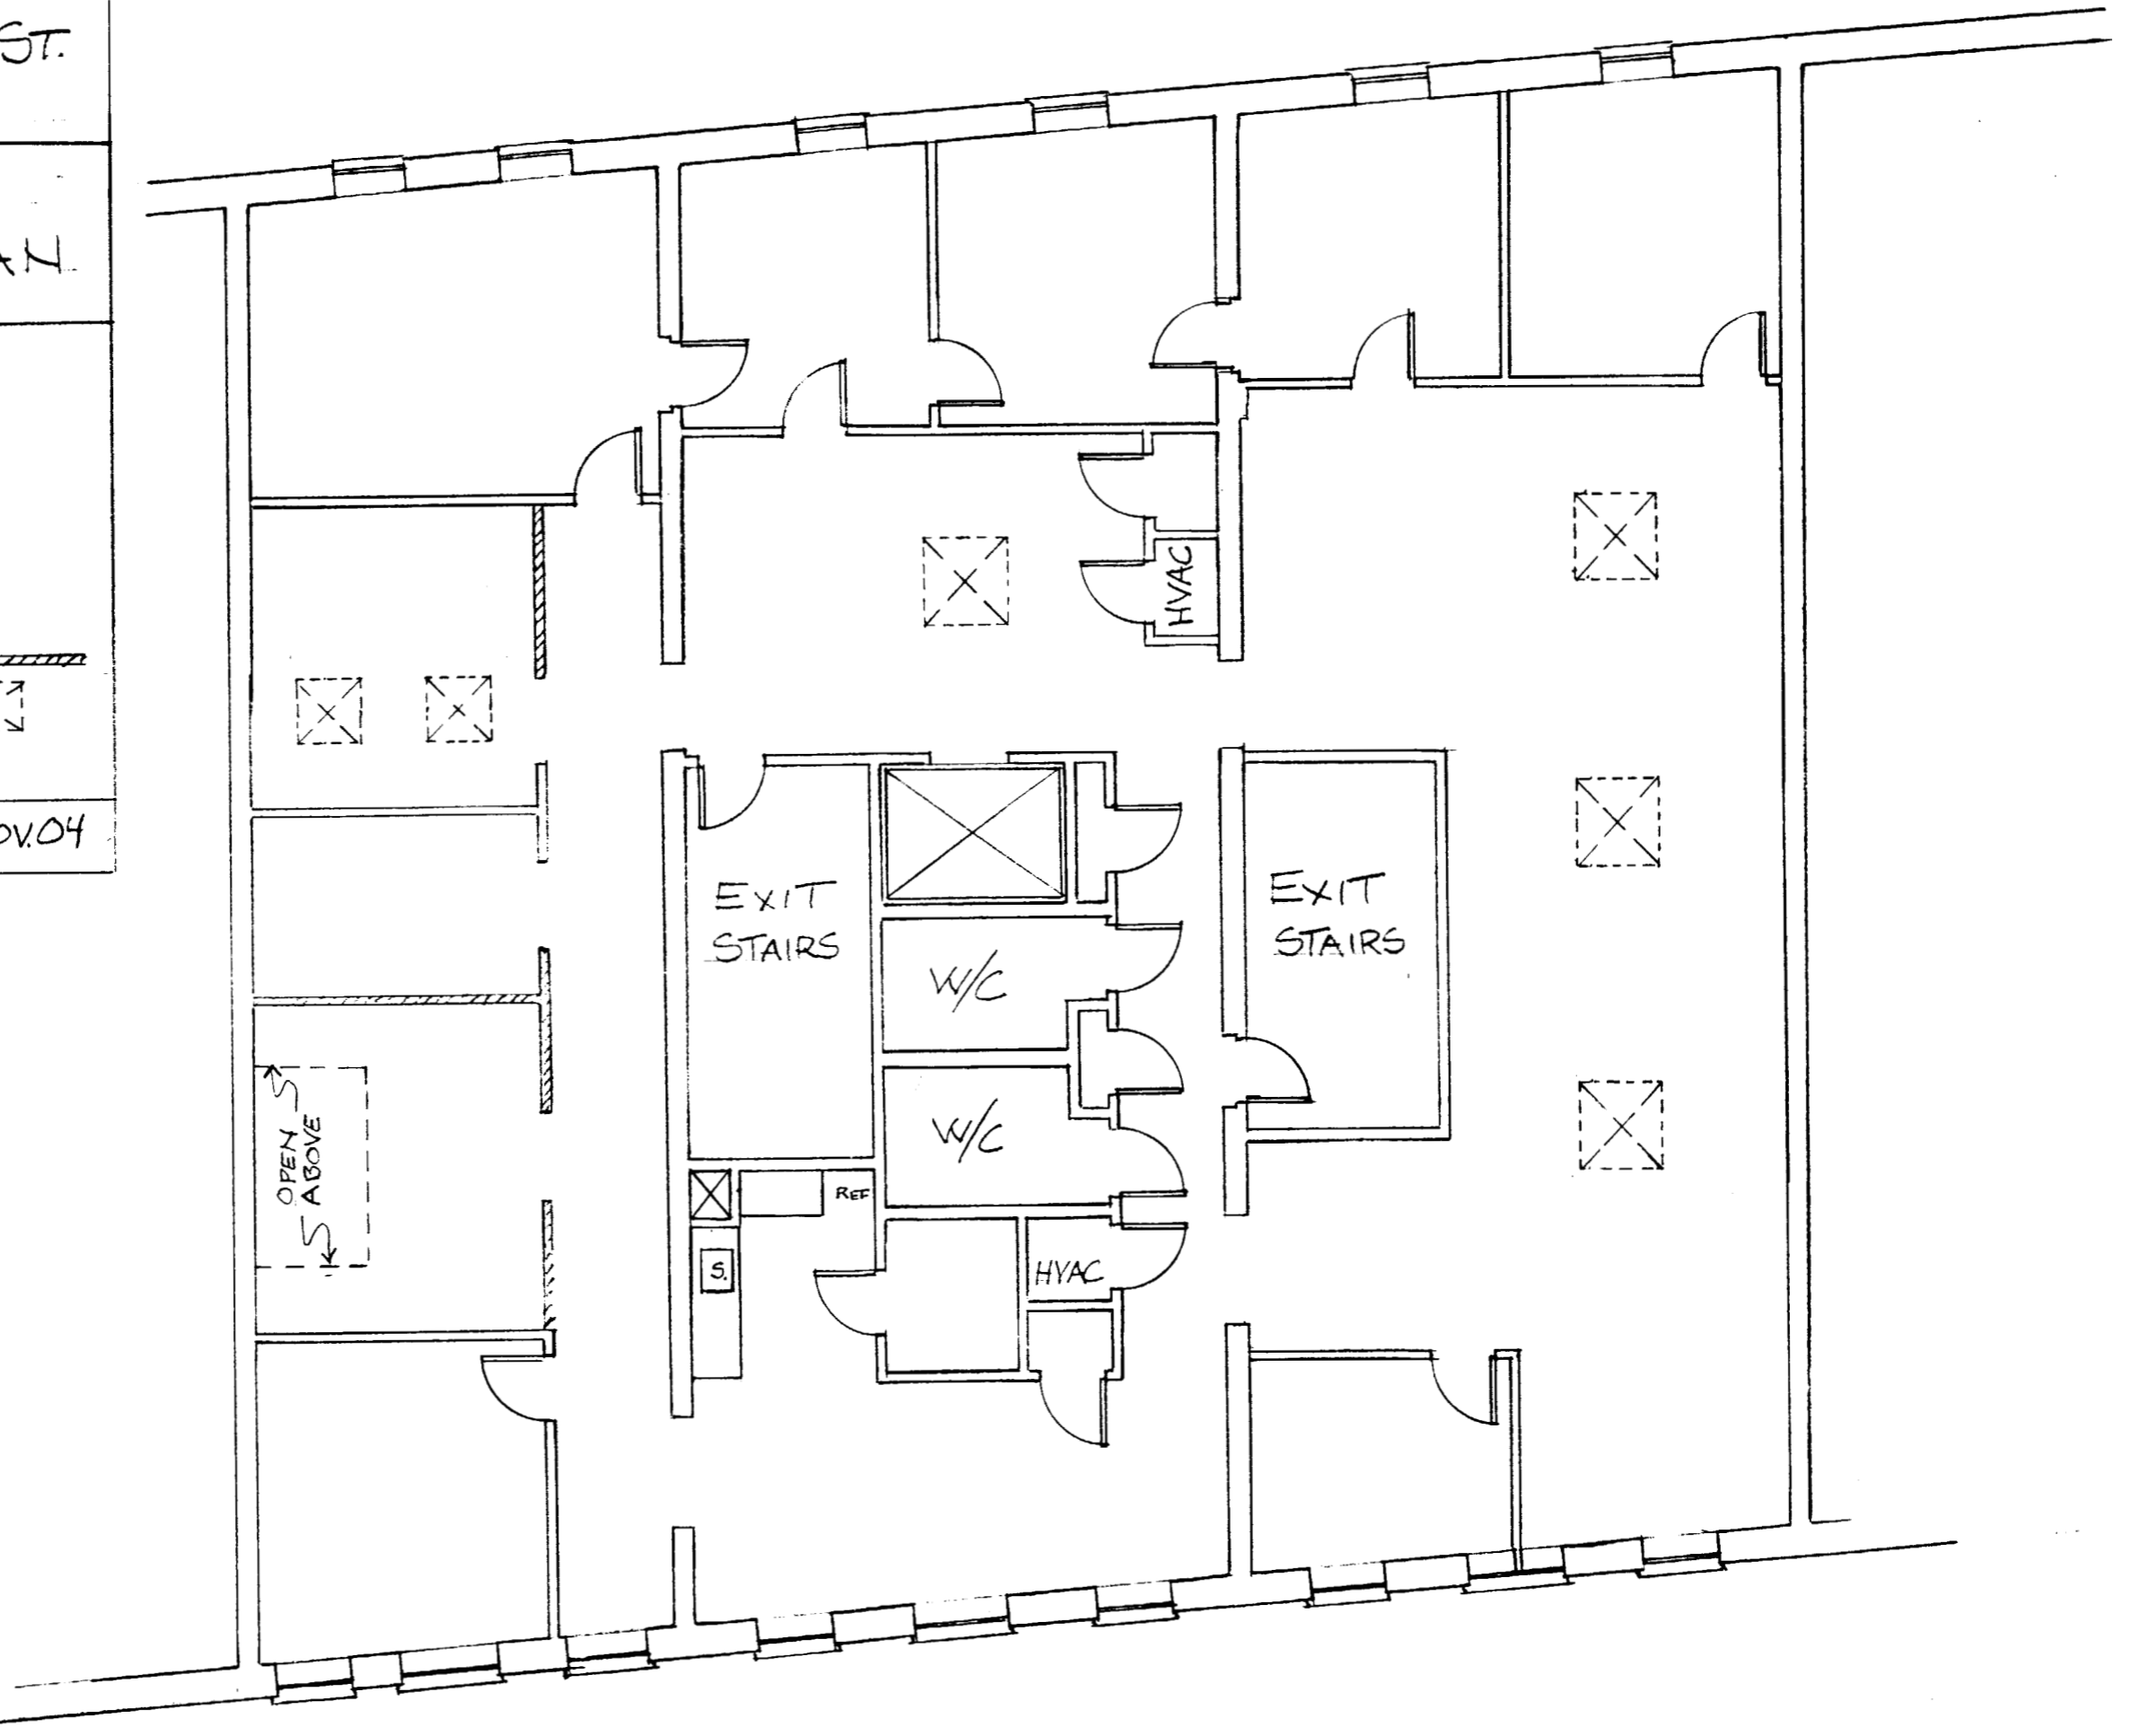 ST.
HVAC
OV.04
EXIT
STAIRS
EXIT
STAIRS
W/C
W/C
OPEN
ABOVE
REF
S.
HVAC